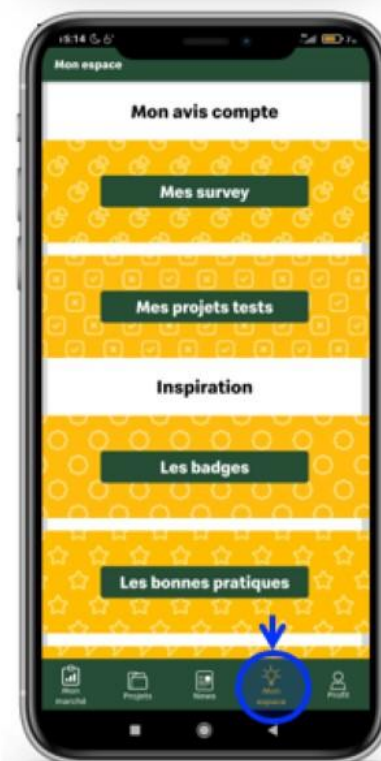 Mon espace
Mon avis compte
Mes survey
Mes projets tests
Inspiration
Les badges
Les bonnes pratiques
Mon
marché
Projets
News
Mon
espace
Profil